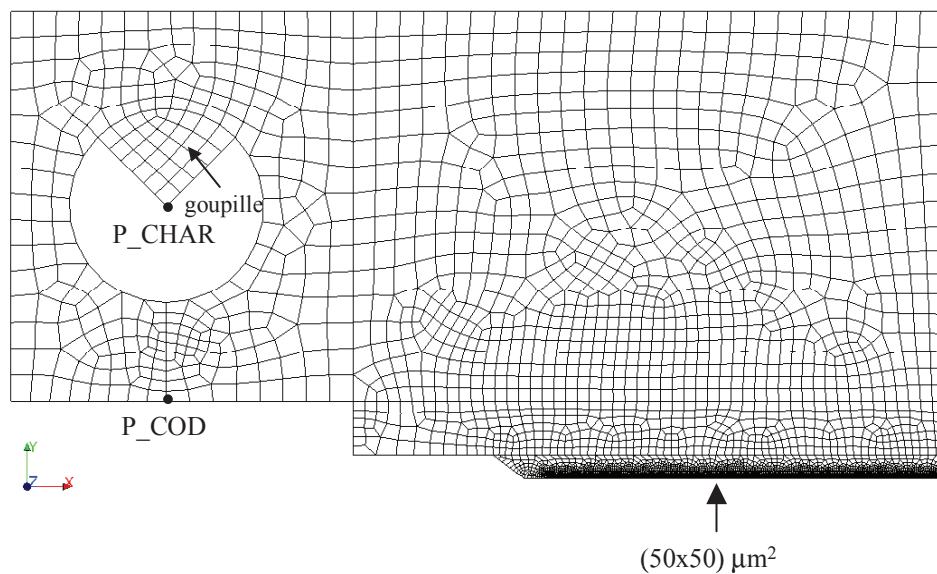 goupille
P_CHAR
P_COD
Y
Z X
(50x50) µm²